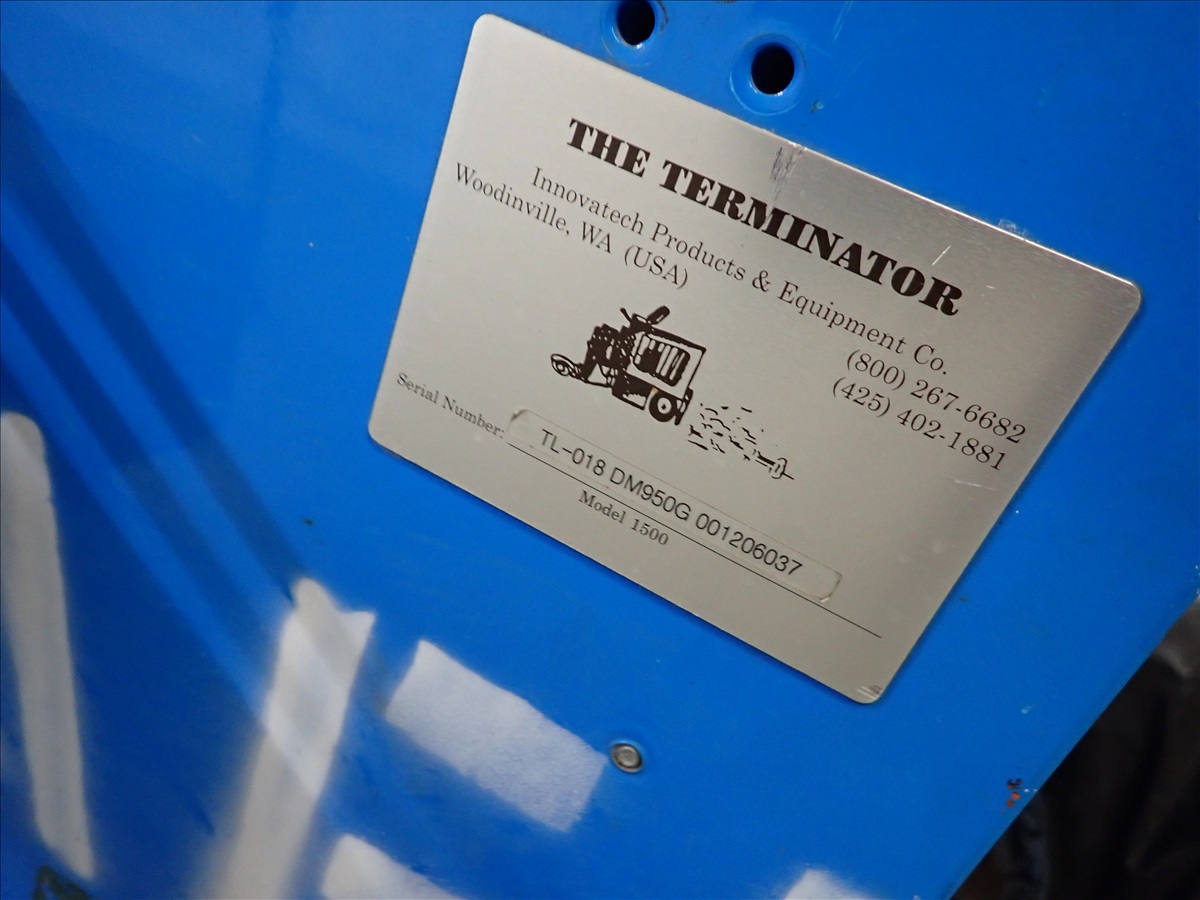 THE TERMINATOR
Innovatech Products & Equipment Co.
Woodinville, WA (USA)
(800) 267-6682
(425) 402-1881
Serial Number:
TL-018 DM950G 001206037
Model 1500